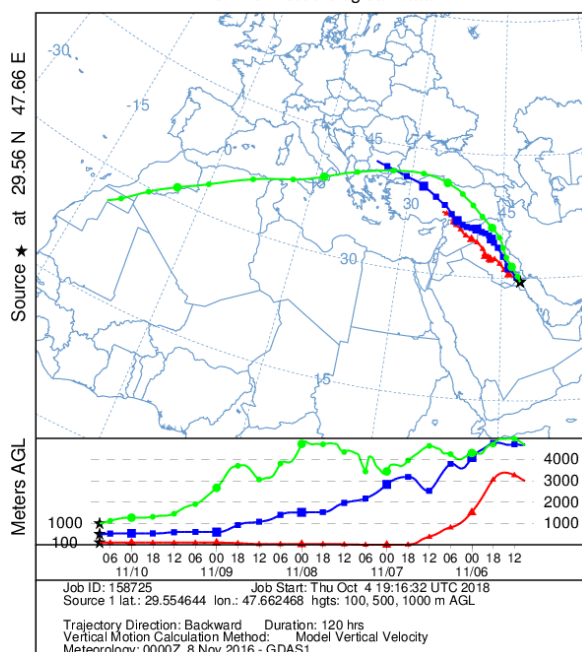 Source ★ at 29.56 N 47.66 E
-30
-15
15
45
45
30
30
15
Meters AGL
4000
3000
2000
1000
1000
100
06 00 18 12 06 00 18 12 06 00 18 12 06 00 18 12 06 00 18 12
11/10 11/09 11/08 11/07 11/06
Job ID: 158725 Job Start: Thu Oct 4 19:16:32 UTC 2018
Source 1 lat.: 29.554644 lon.: 47.662468 hgts: 100, 500, 1000 m AGL
Trajectory Direction: Backward Duration: 120 hrs
Vertical Motion Calculation Method: Model Vertical Velocity
Meteorology: 0000Z 8 Nov 2016 - GDAS1